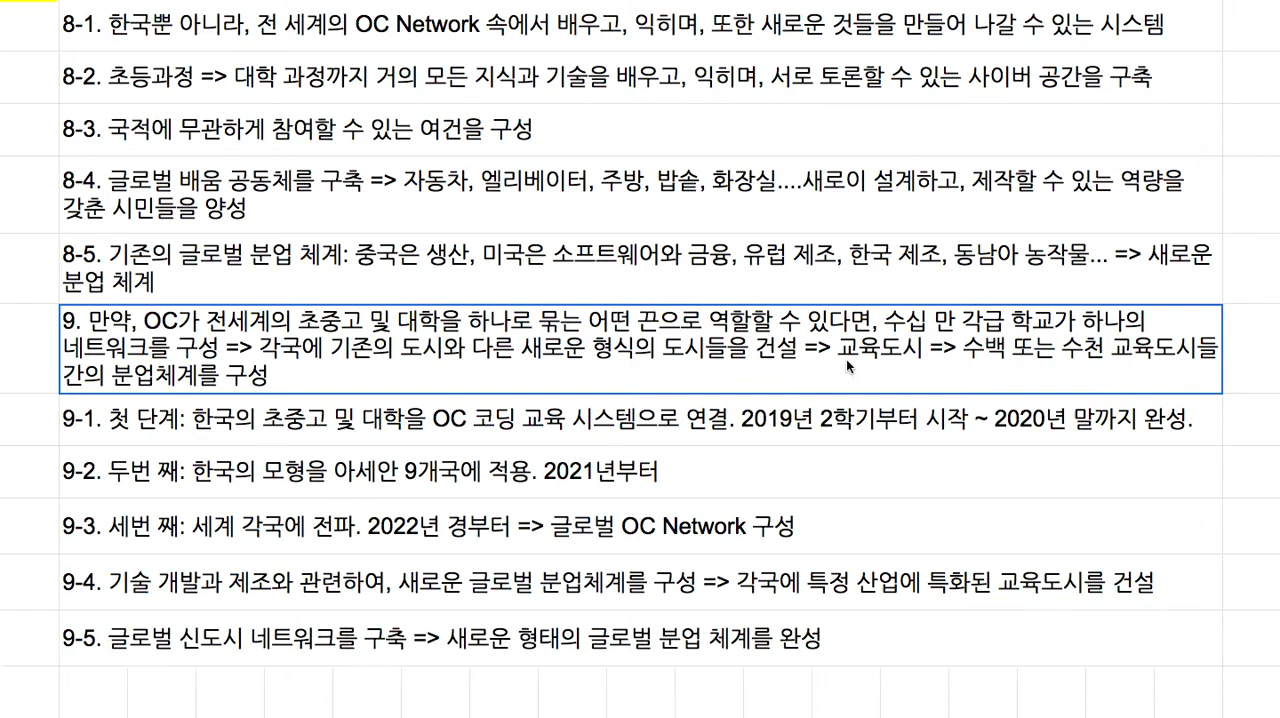 8-1. 한국뿐 아니라, 전 세계의 OC Network 속에서 배우고, 익히며, 또한 새로운 것들을 만들어 나갈 수 있는 시스템
8-2. 초등과정 => 대학 과정까지 거의 모든 지식과 기술을 배우고, 익히며, 서로 토론할 수 있는 사이버 공간을 구축
8-3. 국적에 무관하게 참여할 수 있는 여건을 구성
8-4. 글로벌 배움 공동체를 구축 => 자동차, 엘리베이터, 주방, 밥솥, 화장실....새로이 설계하고, 제작할 수 있는 역량을
갖춘 시민들을 양성
8-5. 기존의 글로벌 분업 체계: 중국은 생산, 미국은 소프트웨어와 금융, 유럽 제조, 한국 제조, 동남아 농작물... => 새로운
분업 체계
9. 만약, OC가 전세계의 초중고 및 대학을 하나로 묶는 어떤 끈으로 역할할 수 있다면, 수십 만 각급 학교가 하나의
네트워크를 구성 => 각국에 기존의 도시와 다른 새로운 형식의 도시들을 건설 => 교육도시 => 수백 또는 수천 교육도시들
간의 분업체계를 구성
9-1. 첫 단계: 한국의 초중고 및 대학을 OC 코딩 교육 시스템으로 연결. 2019년 2학기부터 시작 ~ 2020년 말까지 완성.
9-2. 두번 째: 한국의 모형을 아세안 9개국에 적용. 2021년부터
9-3. 세번 째: 세계 각국에 전파. 2022년 경부터 => 글로벌 OC Network 구성
9-4. 기술 개발과 제조와 관련하여, 새로운 글로벌 분업체계를 구성 => 각국에 특정 산업에 특화된 교육도시를 건설
9-5. 글로벌 신도시 네트워크를 구축 => 새로운 형태의 글로벌 분업 체계를 완성